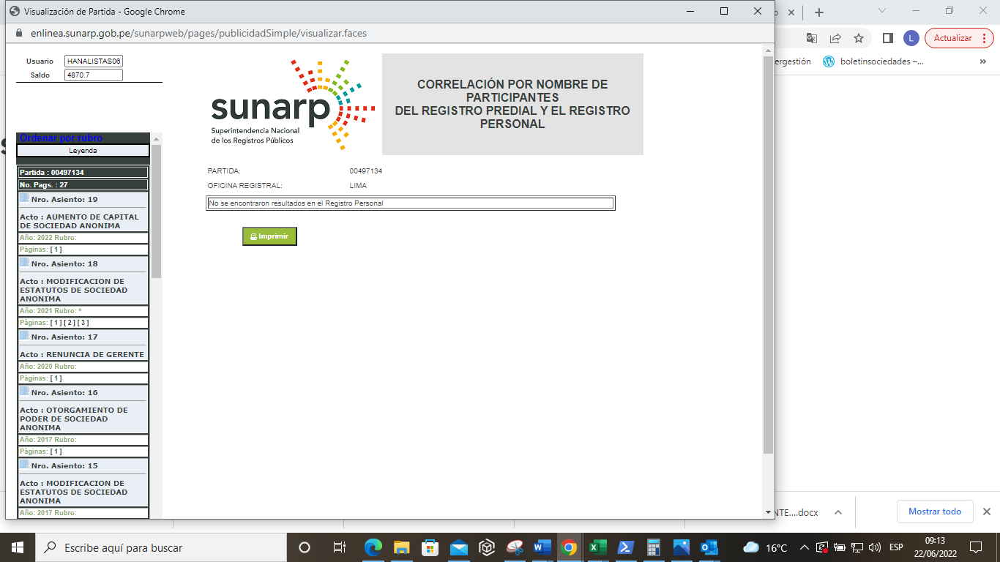 Visualización de Partida - Google Chrome
enlinea.sunarp.gob.pe/sunarpweb/pages/publicidadSimple/visualizar.faces
L
Actualizar
ergestión
boletinsociedades –...
»
Usuario HANALISTAS06
Saldo 4870.7
sunarp
Superintendencia Nacional
de los Registros Públicos
CORRELACIÓN POR NOMBRE DE
PARTICIPANTES
DEL REGISTRO PREDIAL Y EL REGISTRO
PERSONAL
PARTIDA: 00497134
OFICINA REGISTRAL: LIMA
No se encontraron resultados en el Registro Personal
Imprimir
Ordenar por rubro
Leyenda
Partida : 00497134
No. Pags. : 27
Nro. Asiento: 19
Acto : AUMENTO DE CAPITAL
DE SOCIEDAD ANONIMA
Año: 2022 Rubro:
Páginas: [ 1 ]
Nro. Asiento: 18
Acto : MODIFICACION DE
ESTATUTOS DE SOCIEDAD
ANONIMA
Año: 2021 Rubro: *
Páginas: [ 1 ] [ 2 ] [ 3 ]
Nro. Asiento: 17
Acto : RENUNCIA DE GERENTE
Año: 2020 Rubro:
Páginas: [ 1 ]
Nro. Asiento: 16
Acto : OTORGAMIENTO DE
PODER DE SOCIEDAD
ANONIMA
Año: 2017 Rubro:
Páginas: [ 1 ]
Nro. Asiento: 15
Acto : MODIFICACION DE
ESTATUTOS DE SOCIEDAD
ANONIMA
Año: 2017 Rubro:
NTE....docx
Mostrar todo
Escribe aquí para buscar
16°C
ESP
09:13
22/06/2022